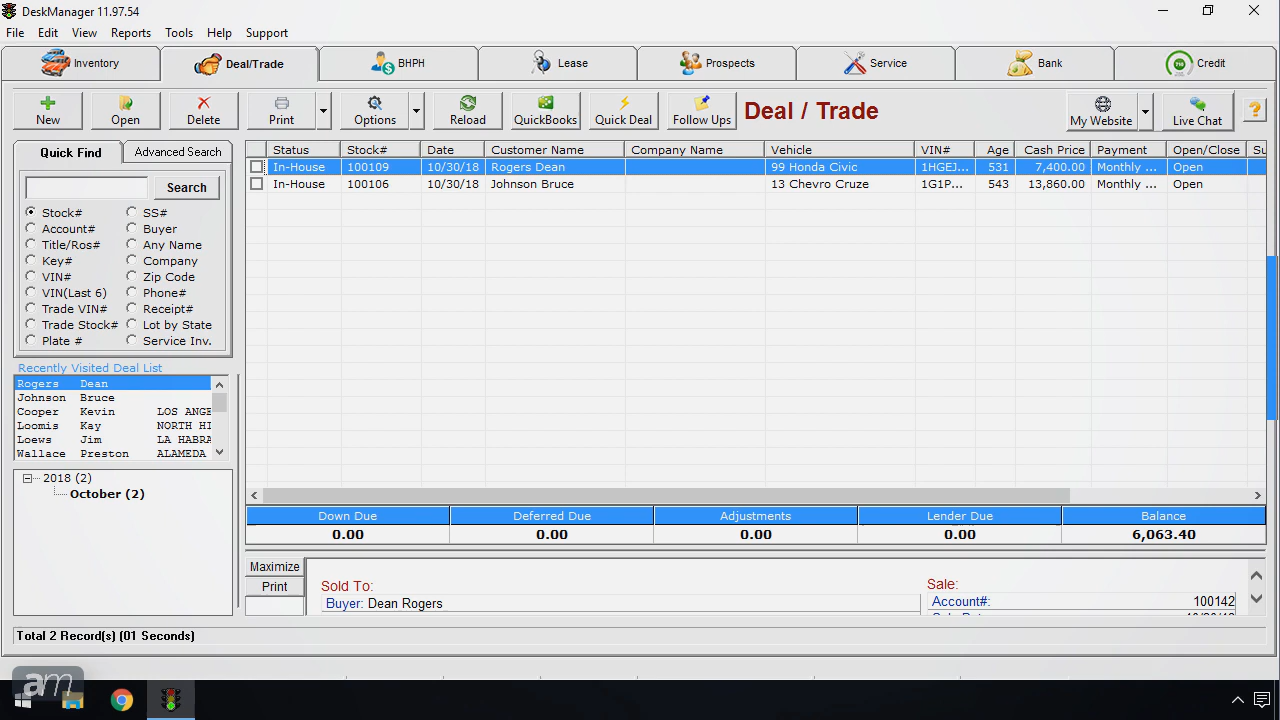 DeskManager 11.97.54
File Edit View Reports Tools Help Support
Inventory Deal/Trade BHPH Lease Prospects Service Bank Credit
New Open Delete Print Options Reload QuickBooks Quick Deal Follow Ups Deal / Trade My Website Live Chat
Quick Find Advanced Search
Search
Stock# SS#
Account# Buyer
Title/Ros# Any Name
Key# Company
VIN# Zip Code
VIN(Last 6) Phone#
Trade VIN# Receipt#
Trade Stock# Lot by State
Plate # Service Inv.
Recently Visited Deal List
Rogers Dean
Johnson Bruce
Cooper Kevin LOS ANGE
Loomis Kay NORTH HI
Loews Jim LA HABRA
Wallace Preston ALAMEDA
2018 (2)
October (2)
Status Stock# Date Customer Name Company Name Vehicle VIN# Age Cash Price Payment Open/Close Su
In-House 100109 10/30/18 Rogers Dean 99 Honda Civic 1HGEJ... 531 7,400.00 Monthly ... Open
In-House 100106 10/30/18 Johnson Bruce 13 Chevro Cruze 1G1P... 543 13,860.00 Monthly ... Open
Down Due Deferred Due Adjustments Lender Due Balance
0.00 0.00 0.00 0.00 6,063.40
Maximize
Print
Sold To:
Buyer: Dean Rogers
Sale:
Account#: 100142
Total 2 Record(s) (01 Seconds)
am